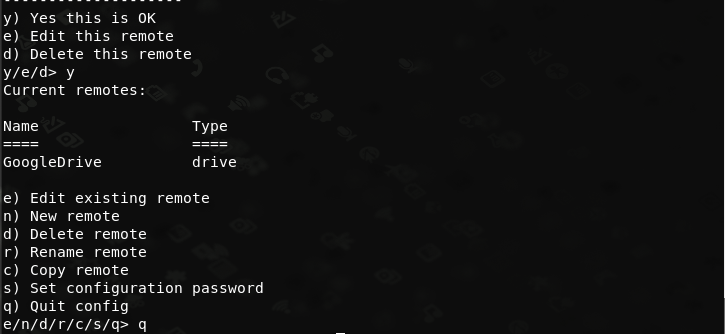 --------------------
y) Yes this is OK
e) Edit this remote
d) Delete this remote
y/e/d> y
Current remotes:

Name                 Type
====                 ====
GoogleDrive          drive

e) Edit existing remote
n) New remote
d) Delete remote
r) Rename remote
c) Copy remote
s) Set configuration password
q) Quit config
e/n/d/r/c/s/q> q